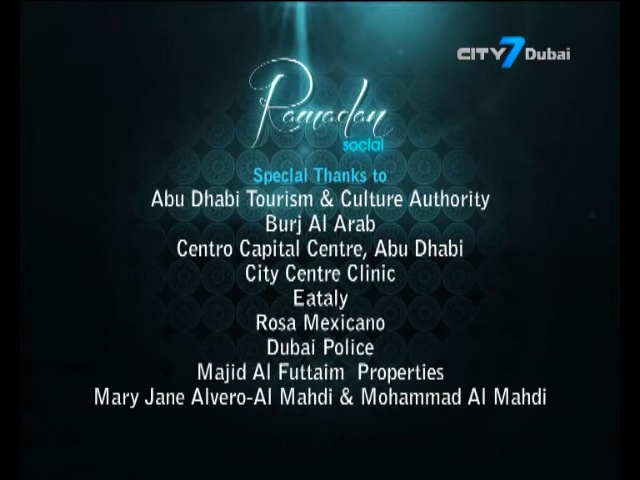 CITY7 Dubai
Ramadan
social
Special Thanks to
Abu Dhabi Tourism & Culture Authority
Burj Al Arab
Centro Capital Centre, Abu Dhabi
City Centre Clinic
Eataly
Rosa Mexicano
Dubai Police
Majid Al Futtaim Properties
Mary Jane Alvero-Al Mahdi & Mohammad Al Mahdi